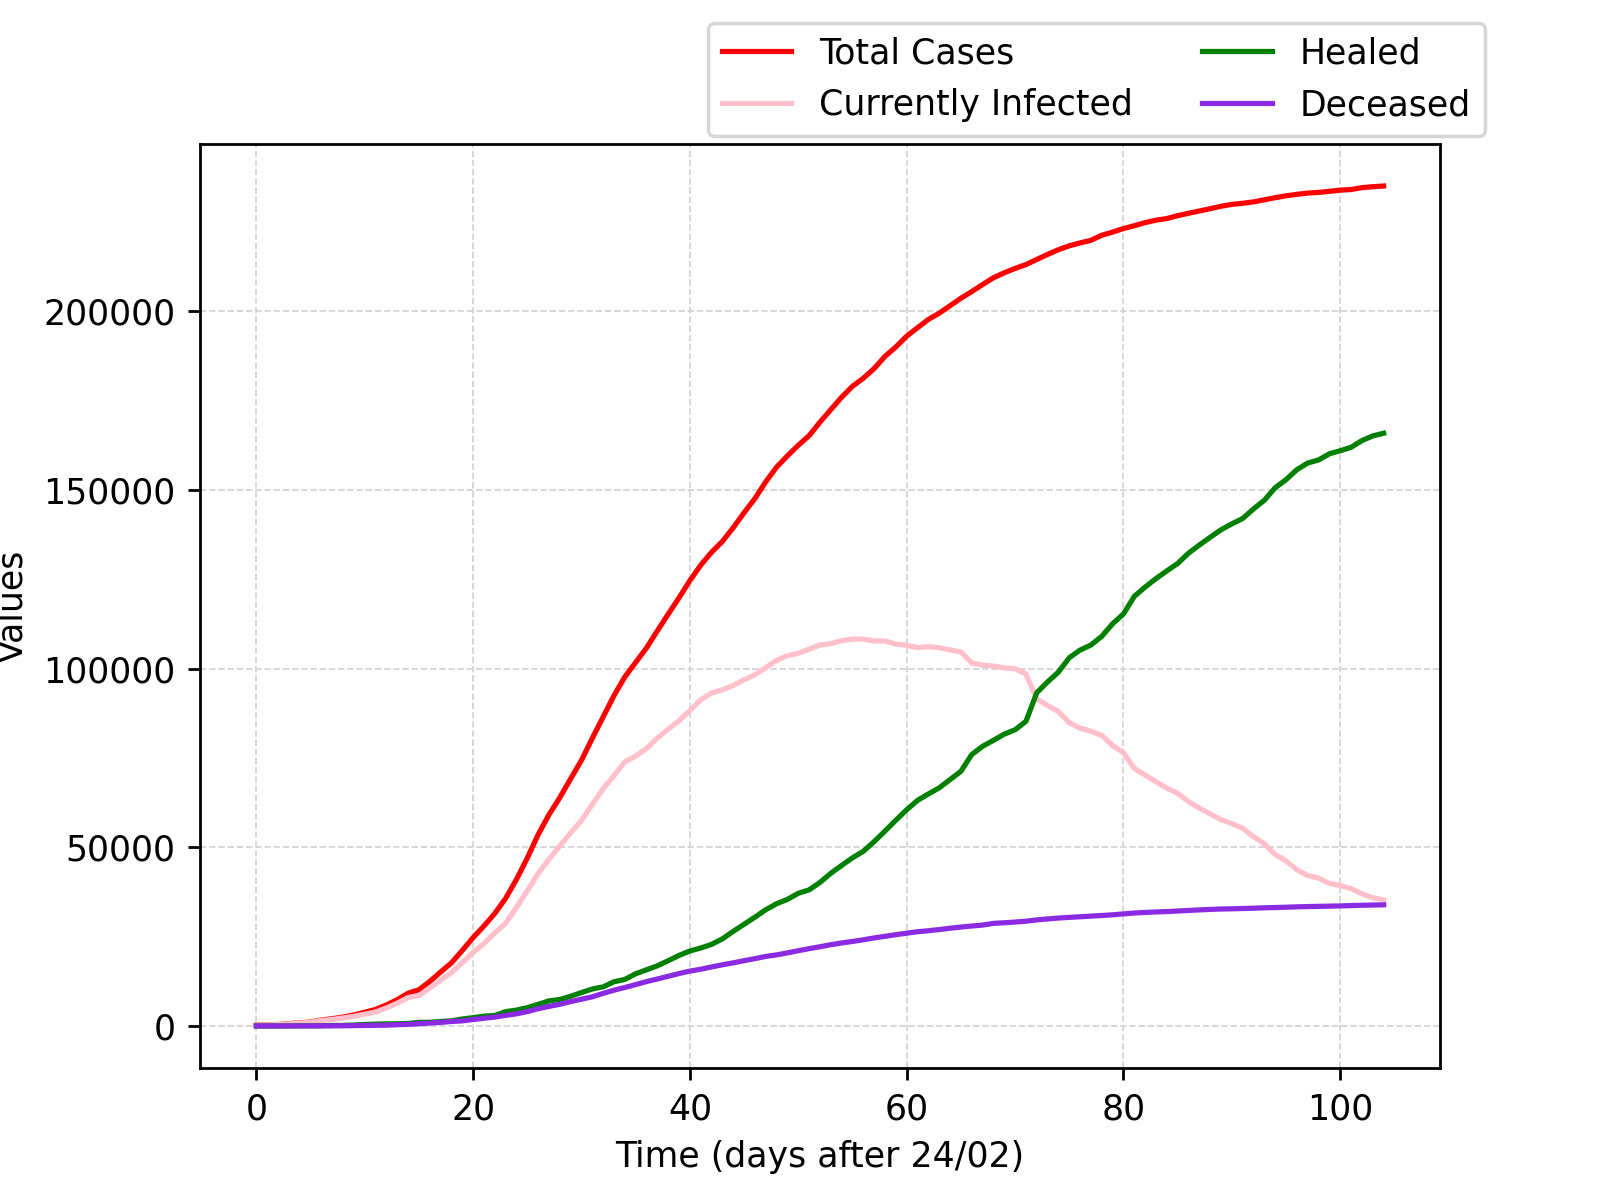 Total Cases
Currently Infected
Healed
Deceased
Values
200000
150000
100000
50000
0
0 20 40 60 80 100
Time (days after 24/02)